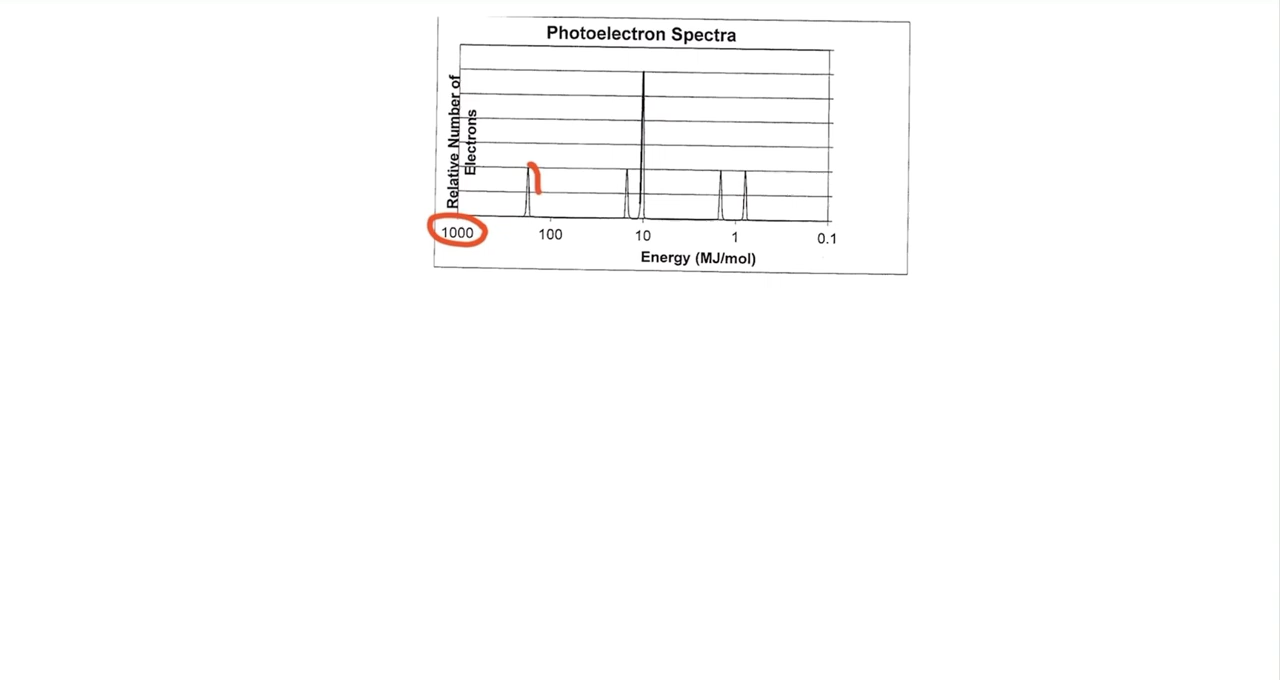 Photoelectron Spectra
Relative Number of
Electrons
1000 100 10 1 0.1
Energy (MJ/mol)